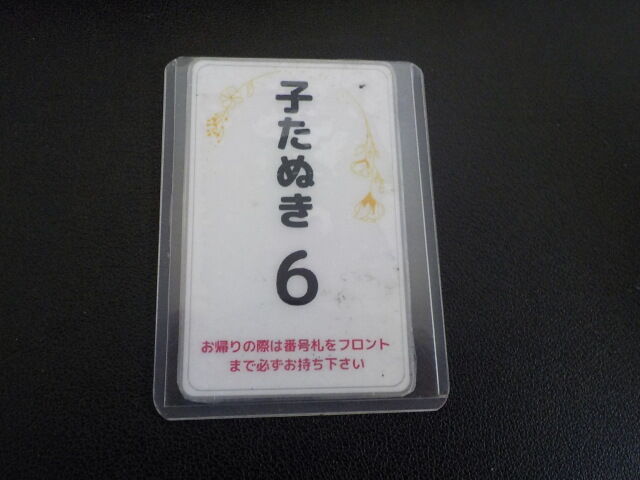 子たぬき 6
お帰りの際は番号札をフロント
まで必ずお持ち下さい